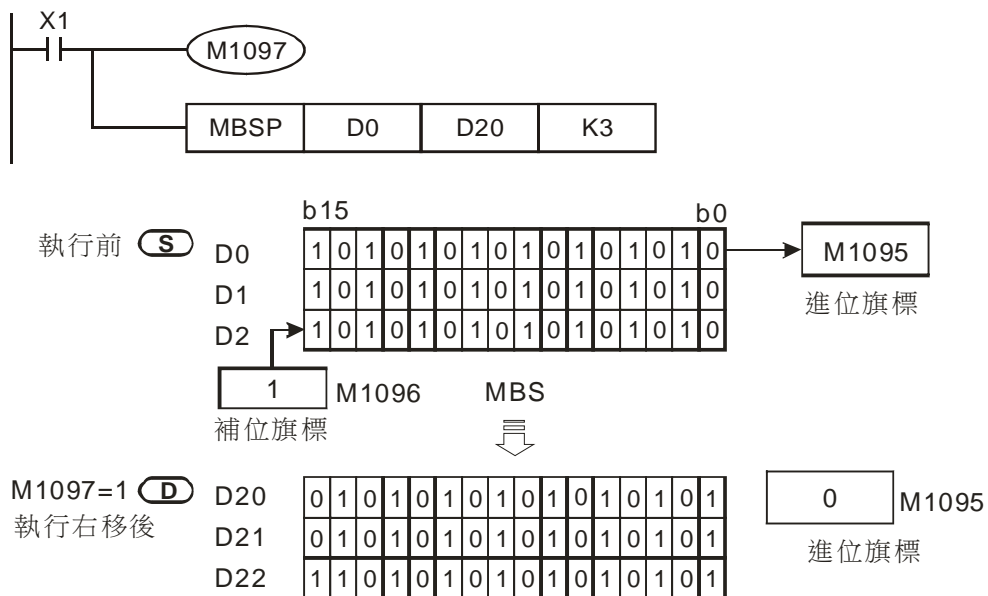 X1
M1097
MBSP D0 D20 K3
b15 b0
執行前 S D0 1 0 1 0 1 0 1 0 1 0 1 0 1 0 1 0 M1095
D1 1 0 1 0 1 0 1 0 1 0 1 0 1 0 1 0 進位旗標
D2 1 0 1 0 1 0 1 0 1 0 1 0 1 0 1 0
1 M1096 MBS
補位旗標
M1097=1 D D20 0 1 0 1 0 1 0 1 0 1 0 1 0 1 0 1 0 M1095
執行右移後 D21 0 1 0 1 0 1 0 1 0 1 0 1 0 1 0 1 進位旗標
D22 1 1 0 1 0 1 0 1 0 1 0 1 0 1 0 1